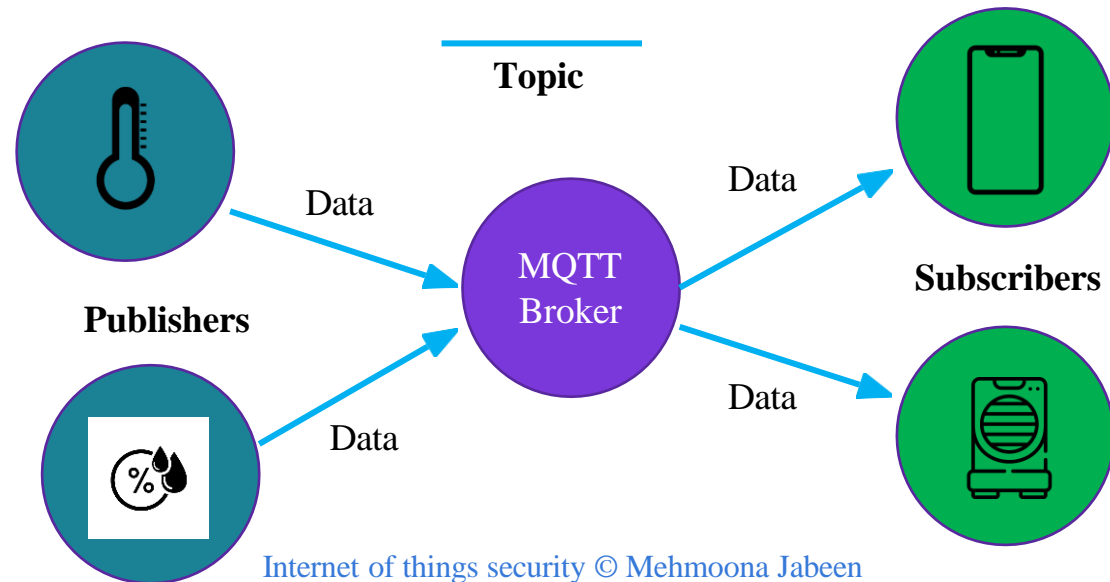 Topic
Data
Data
MQTT
Broker
Subscribers
Publishers
Data
Data
%
Internet of things security © Mehmoona Jabeen